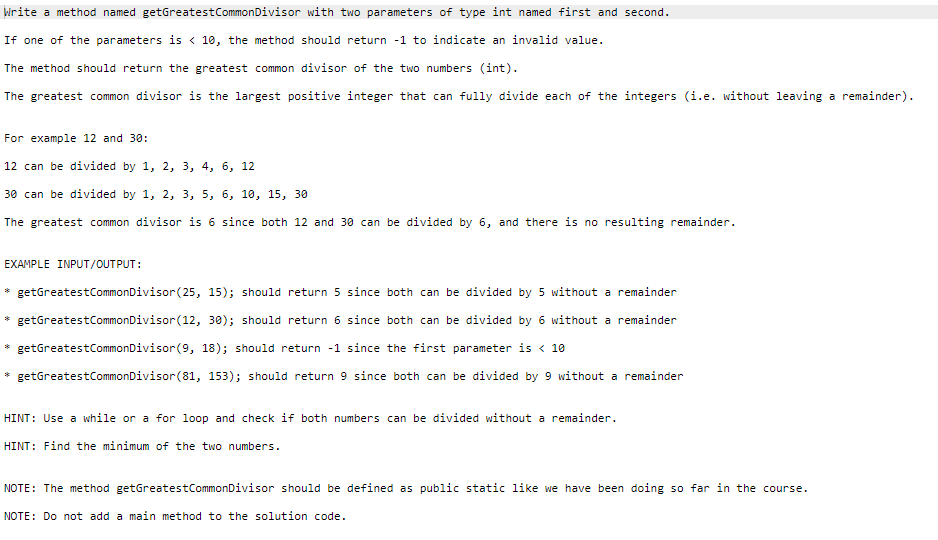 Write a method named getGreatestCommonDivisor with two parameters of type int named first and second.
If one of the parameters is < 10, the method should return -1 to indicate an invalid value.
The method should return the greatest common divisor of the two numbers (int).
The greatest common divisor is the largest positive integer that can fully divide each of the integers (i.e. without leaving a remainder).
For example 12 and 30:
12 can be divided by 1, 2, 3, 4, 6, 12
30 can be divided by 1, 2, 3, 5, 6, 10, 15, 30
The greatest common divisor is 6 since both 12 and 30 can be divided by 6, and there is no resulting remainder.
EXAMPLE INPUT/OUTPUT:
* getGreatestCommonDivisor(25, 15); should return 5 since both can be divided by 5 without a remainder
* getGreatestCommonDivisor(12, 30); should return 6 since both can be divided by 6 without a remainder
* getGreatestCommonDivisor(9, 18); should return -1 since the first parameter is < 10
* getGreatestCommonDivisor(81, 153); should return 9 since both can be divided by 9 without a remainder
HINT: Use a while or a for loop and check if both numbers can be divided without a remainder.
HINT: Find the minimum of the two numbers.
NOTE: The method getGreatestCommonDivisor should be defined as public static like we have been doing so far in the course.
NOTE: Do not add a main method to the solution code.